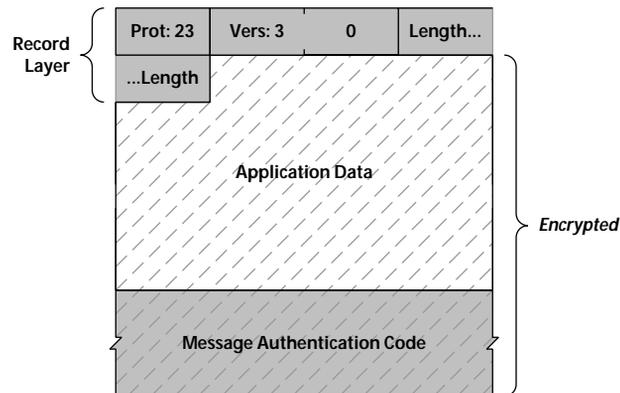 Record
Layer
Prot: 23
Vers: 3
0
Length...
...Length
Application Data
Encrypted
Message Authentication Code